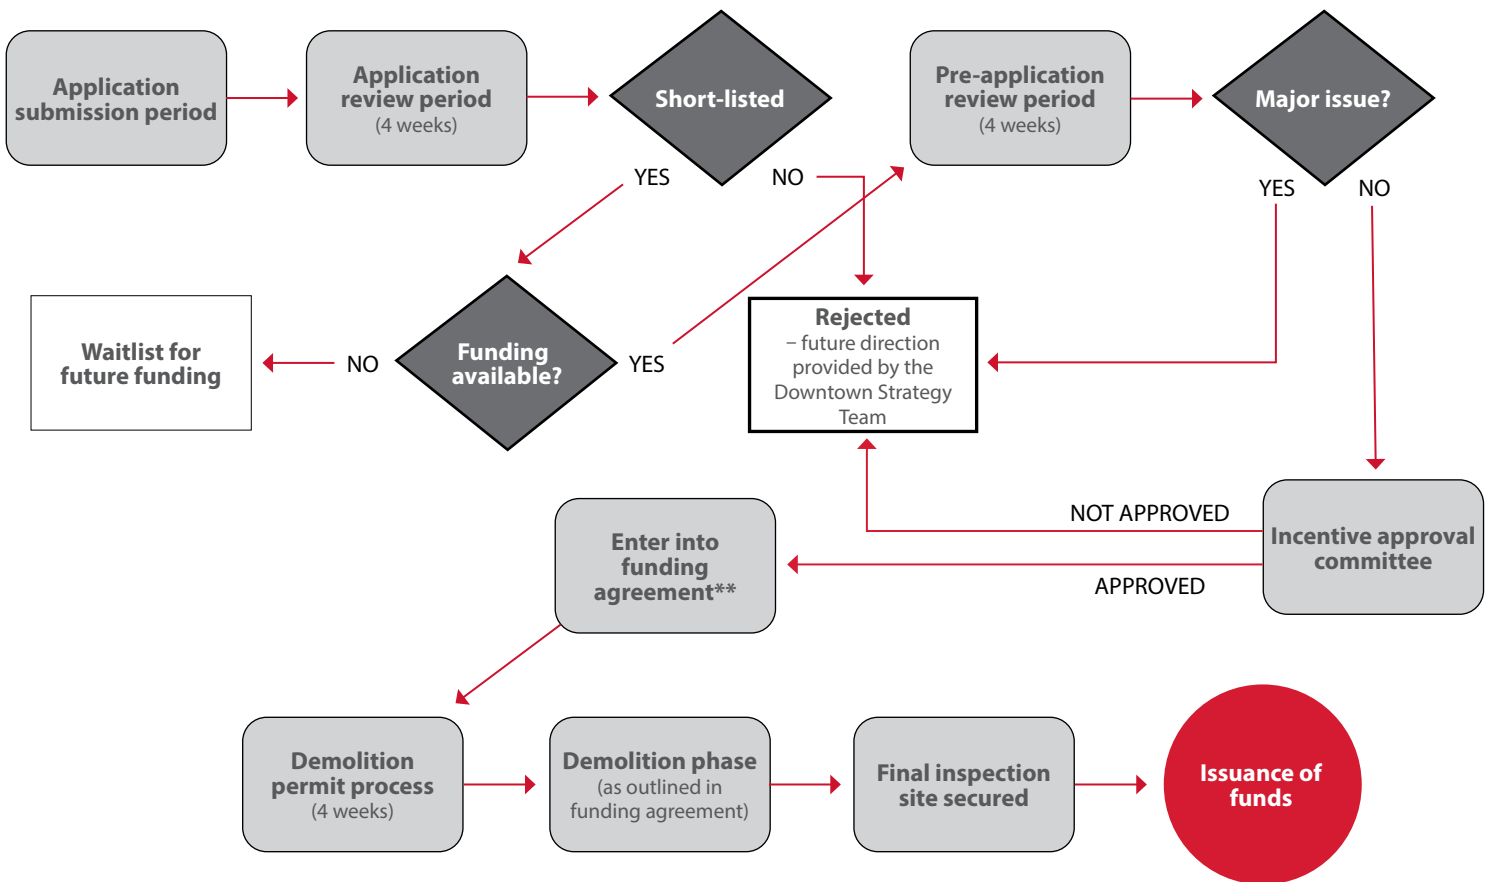 Application
submission period
Application
review period
(4 weeks)
Short-listed
Pre-application
review period
(4 weeks)
Major issue?
YES
NO
YES
NO
Waitlist for
future funding
NO
Funding
available?
YES
Rejected
– future direction
provided by the
Downtown Strategy
Team
NOT APPROVED
APPROVED
Incentive approval
committee
Enter into
funding
agreement**
Demolition
permit process
(4 weeks)
Demolition phase
(as outlined in
funding agreement)
Final inspection
site secured
Issuance of
funds